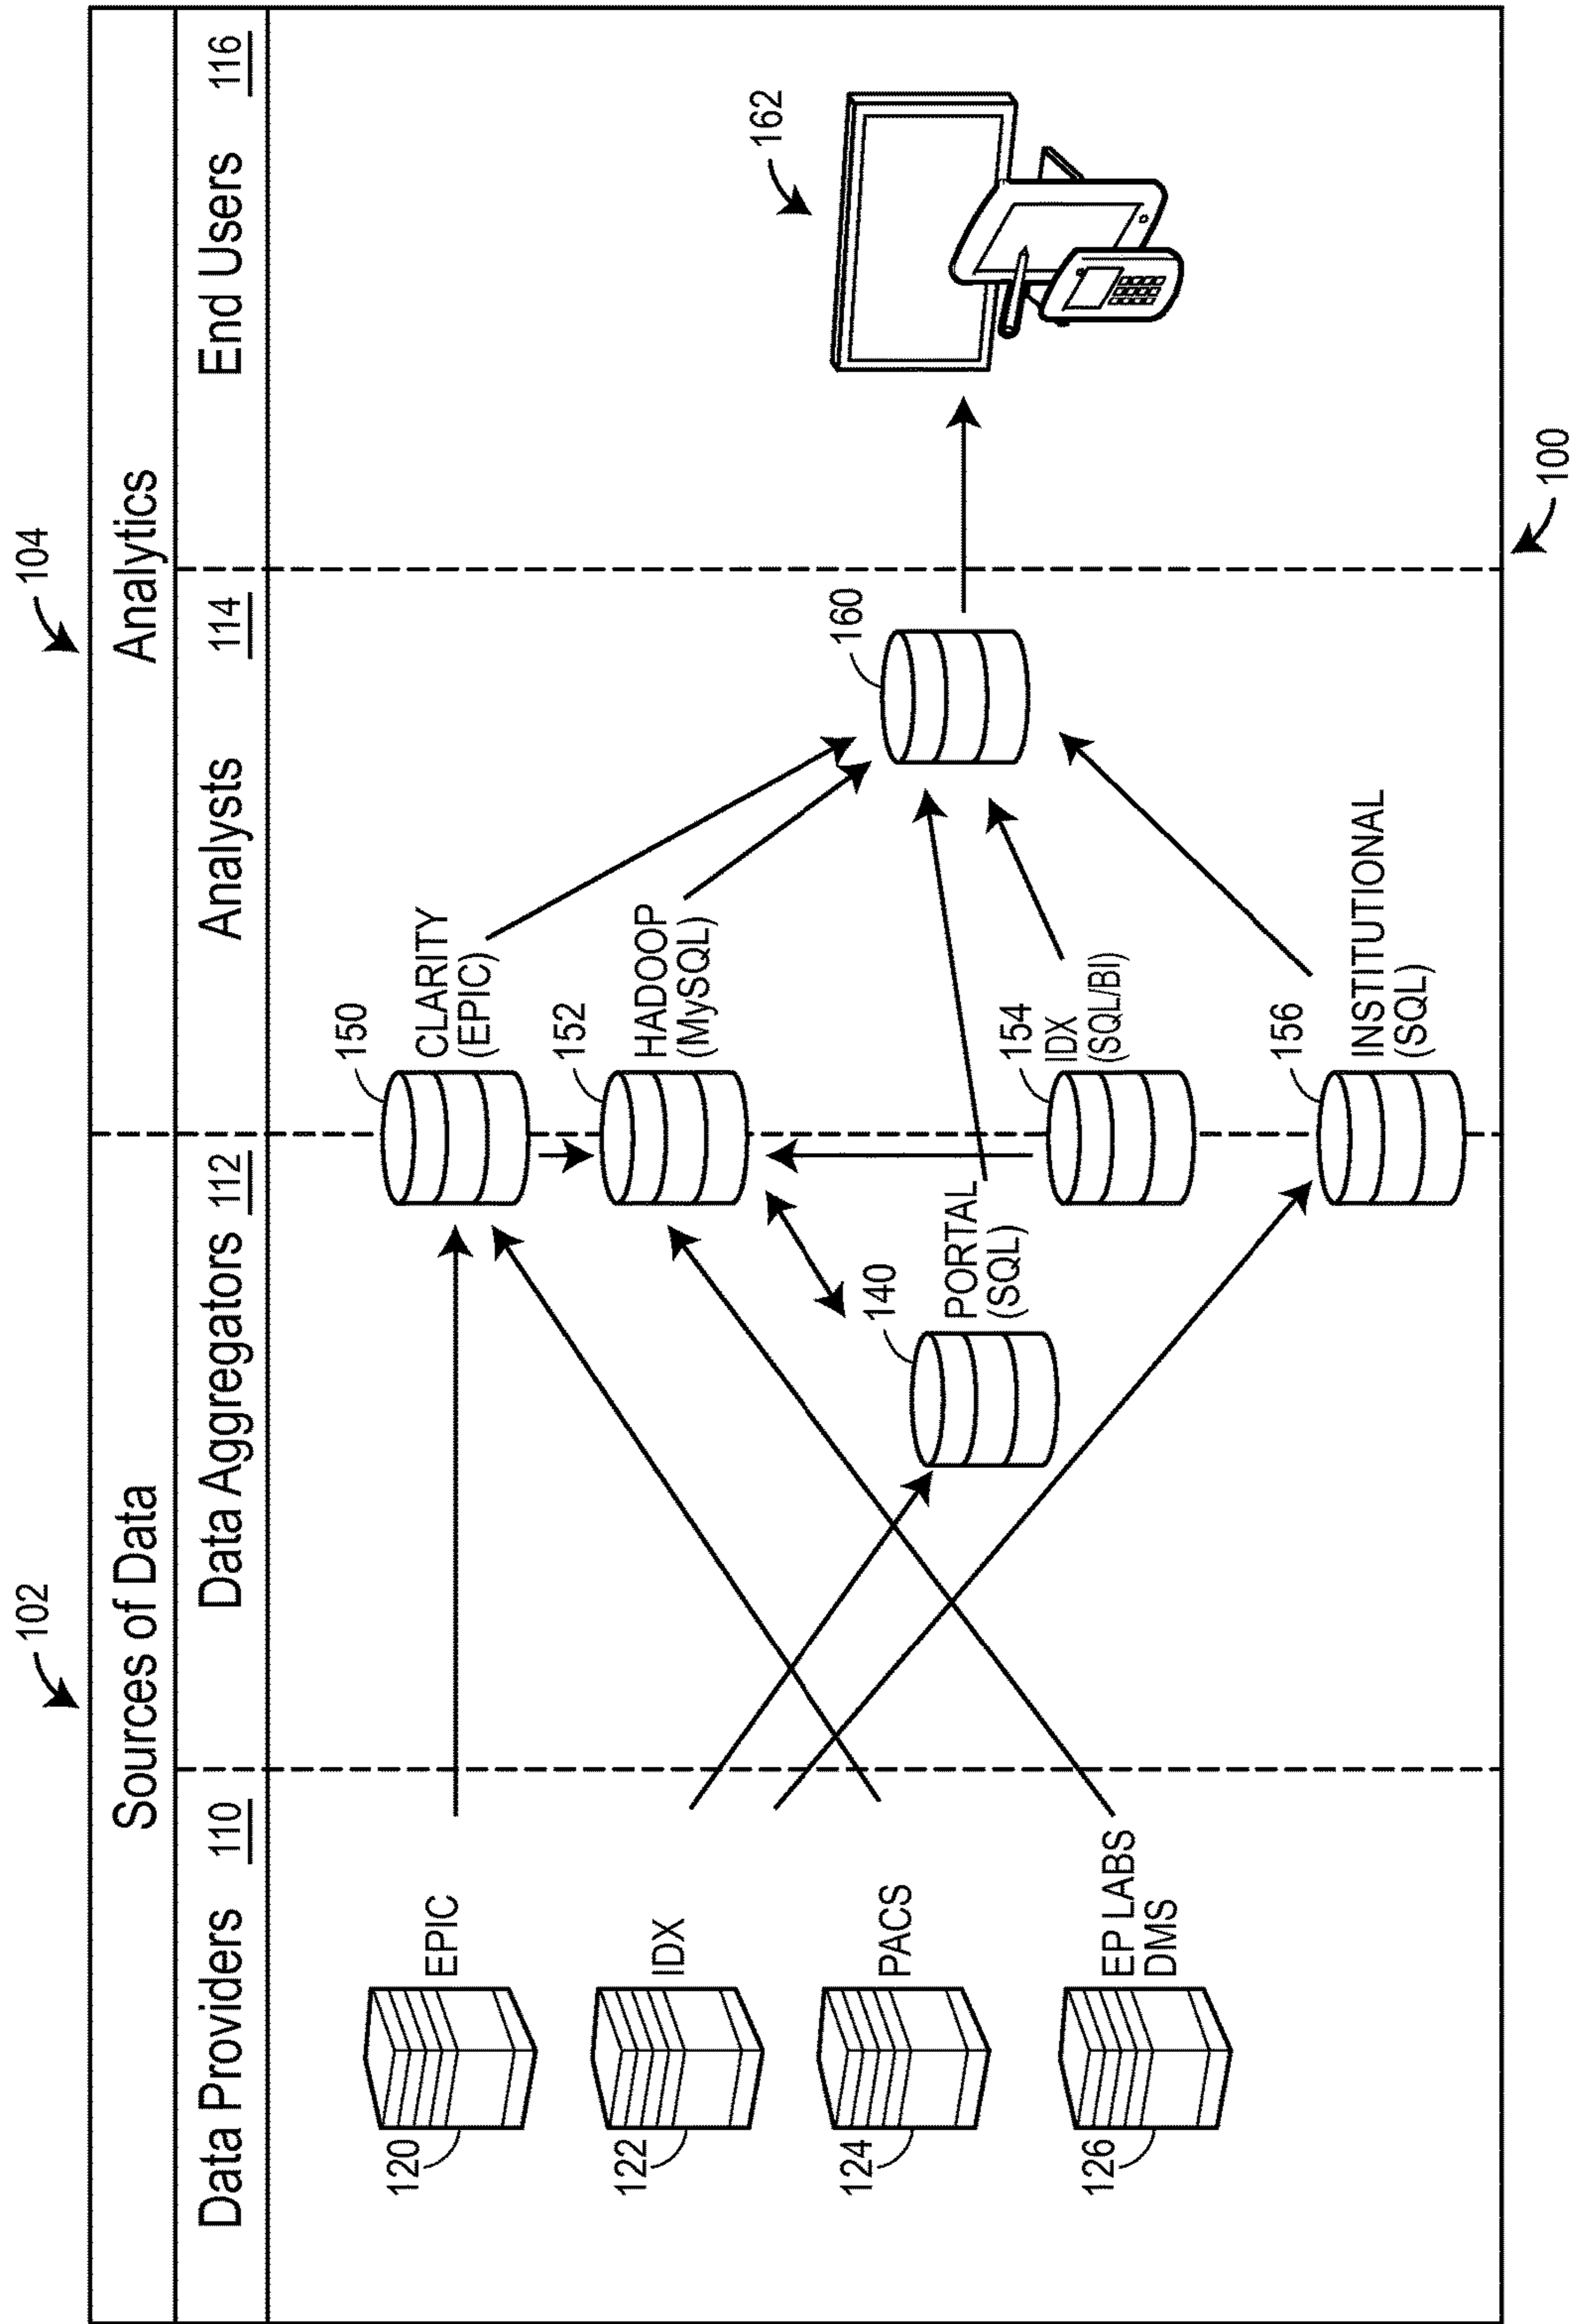 102
104
Sources of Data
Analytics
Data Providers 110
Data Aggregators 112
Analysts 114
End Users 116
120
EPIC
122
IDX
124
PACS
126
EP LABS
DMS
140
PORTAL
(SQL)
150
CLARITY
(EPIC)
152
HADOOP
(MySQL)
154
IDX
(SQL/BI)
156
INSTITUTIONAL
(SQL)
160
162
100